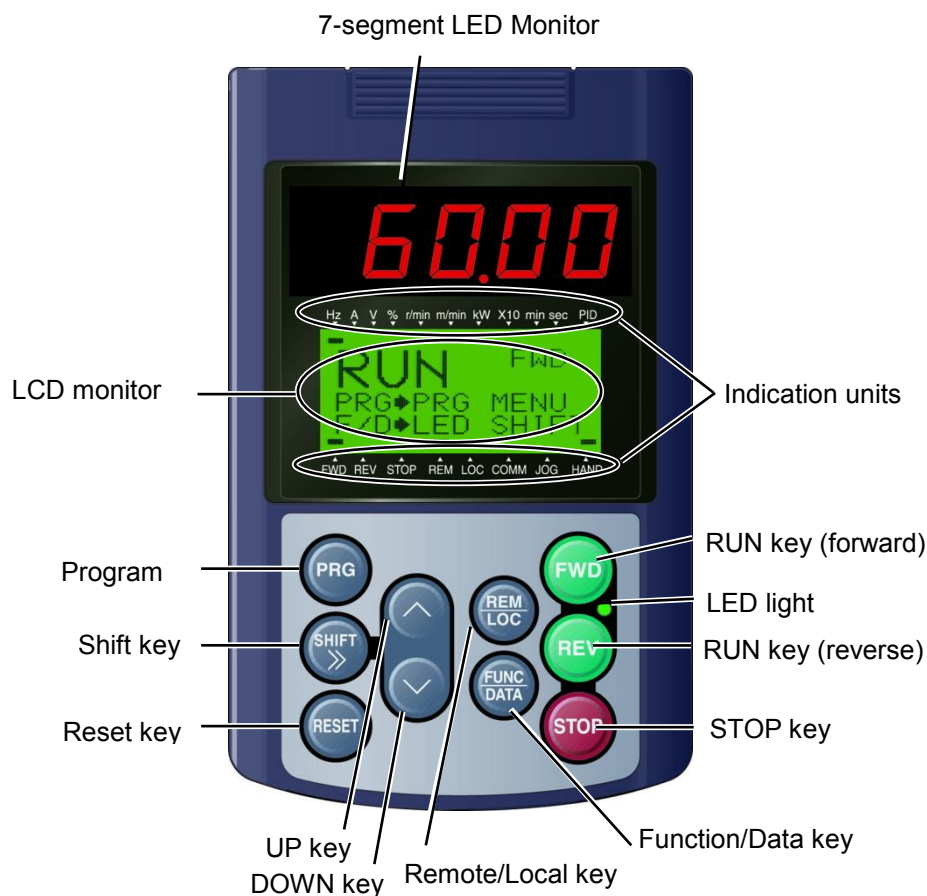 7-segment LED Monitor
60.00
Hz A V % r/min m/min kW X10 min sec PID
RUN FWD
PRG➧PRG MENU
F/D➧LED SHIFT
FWD REV STOP REM LOC COMM JOG HAND
LCD monitor
Indication units
PRG
SHIFT
RESET
REM
LOC
FUNC
DATA
FWD
REV
STOP
Program
Shift key
Reset key
RUN key (forward)
LED light
RUN key (reverse)
STOP key
UP key
DOWN key
Remote/Local key
Function/Data key